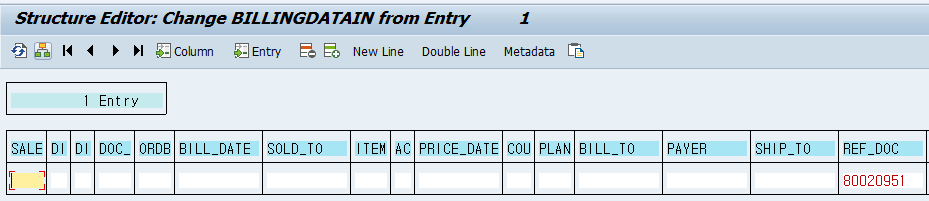 Structure Editor: Change BILLINGDATAIN from Entry 1
Column Entry New Line Double Line Metadata
1 Entry
SALE DI DI DOC_ ORDB BILL_DATE SOLD_TO ITEM AC PRICE_DATE COU PLAN BILL_TO PAYER SHIP_TO REF_DOC
80020951